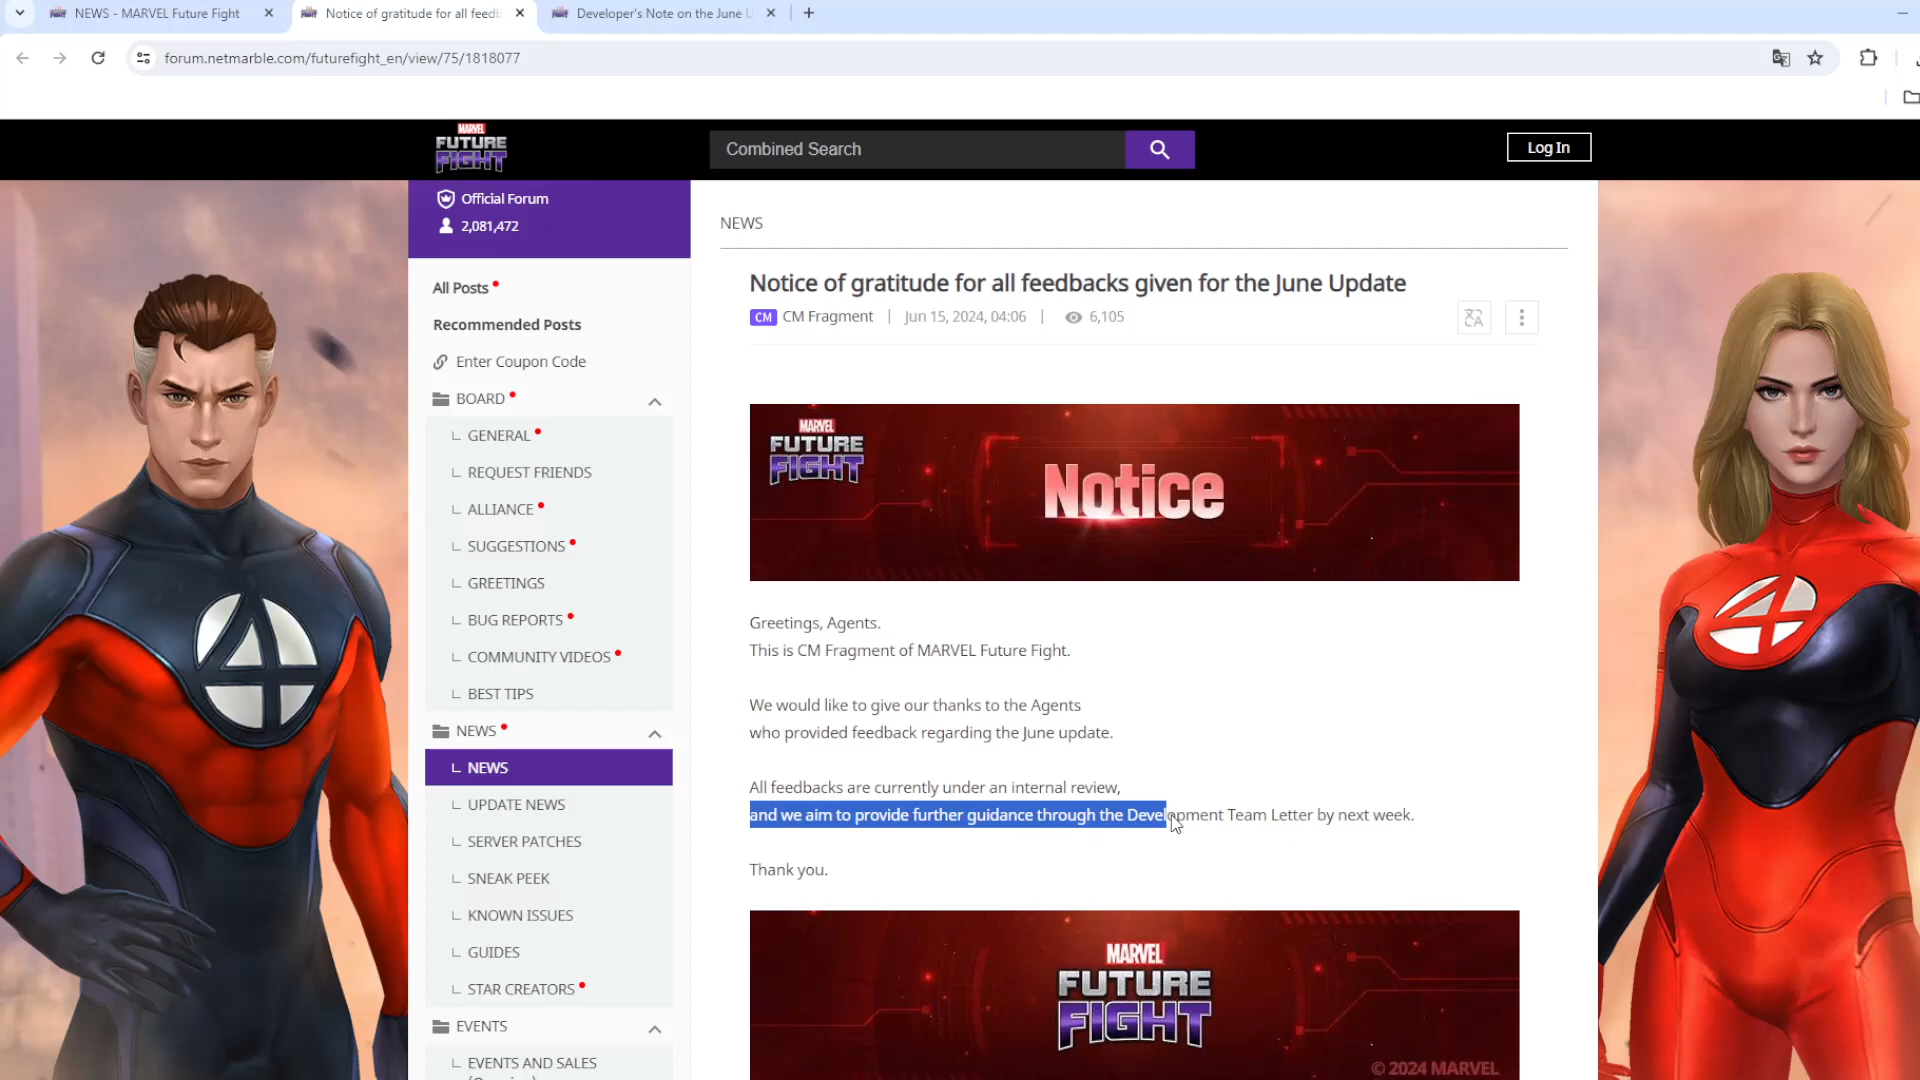 NEWS - MARVEL Future Fight
Notice of gratitude for all feedb
Developer's Note on the June U
forum.netmarble.com/futurefight_en/view/75/1818077
MARVEL
FUTURE
FIGHT
Combined Search
Log In
Official Forum
2,081,472
All Posts
Recommended Posts
Enter Coupon Code
BOARD
GENERAL
REQUEST FRIENDS
ALLIANCE
SUGGESTIONS
GREETINGS
BUG REPORTS
COMMUNITY VIDEOS
BEST TIPS
NEWS
NEWS
UPDATE NEWS
SERVER PATCHES
SNEAK PEEK
KNOWN ISSUES
GUIDES
STAR CREATORS
EVENTS
EVENTS AND SALES
NEWS
Notice of gratitude for all feedbacks given for the June Update
CM CM Fragment | Jun 15, 2024, 04:06 | 6,105
MARVEL
FUTURE
FIGHT
Notice
Greetings, Agents.
This is CM Fragment of MARVEL Future Fight.
We would like to give our thanks to the Agents
who provided feedback regarding the June update.
All feedbacks are currently under an internal review,
and we aim to provide further guidance through the Development Team Letter by next week.
Thank you.
MARVEL
FUTURE
FIGHT
© 2024 MARVEL